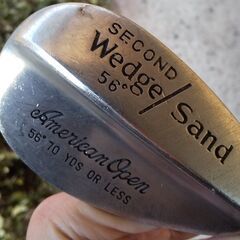 SECOND
Wedge/Sand
56°
American Open
56° 70 YDS OR LESS